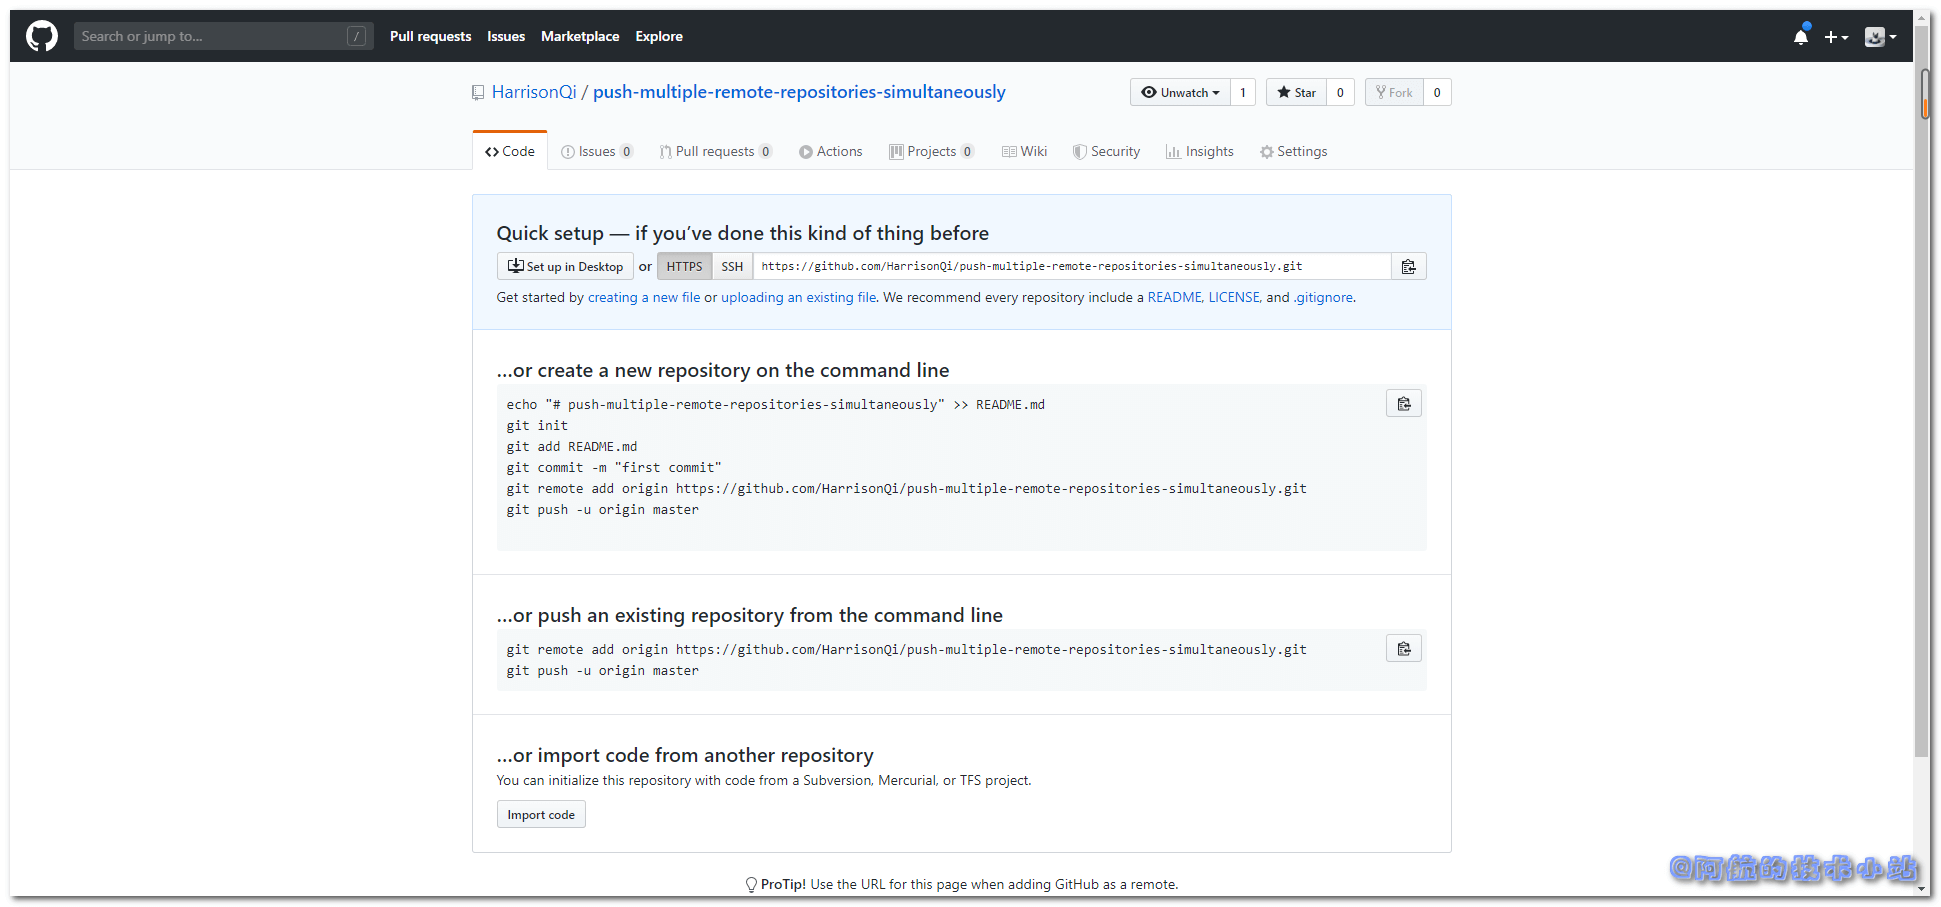 Search or jump to... /
Pull requests Issues Marketplace Explore
HarrisonQi / push-multiple-remote-repositories-simultaneously
Unwatch 1 Star 0 Fork 0
Code Issues 0 Pull requests 0 Actions Projects 0 Wiki Security Insights Settings
Quick setup — if you've done this kind of thing before
Set up in Desktop or HTTPS SSH https://github.com/HarrisonQi/push-multiple-remote-repositories-simultaneously.git
Get started by creating a new file or uploading an existing file. We recommend every repository include a README, LICENSE, and .gitignore.
…or create a new repository on the command line
echo "# push-multiple-remote-repositories-simultaneously" >> README.md
git init
git add README.md
git commit -m "first commit"
git remote add origin https://github.com/HarrisonQi/push-multiple-remote-repositories-simultaneously.git
git push -u origin master
…or push an existing repository from the command line
git remote add origin https://github.com/HarrisonQi/push-multiple-remote-repositories-simultaneously.git
git push -u origin master
…or import code from another repository
You can initialize this repository with code from a Subversion, Mercurial, or TFS project.
Import code
ProTip! Use the URL for this page when adding GitHub as a remote.
@阿航的技术小站